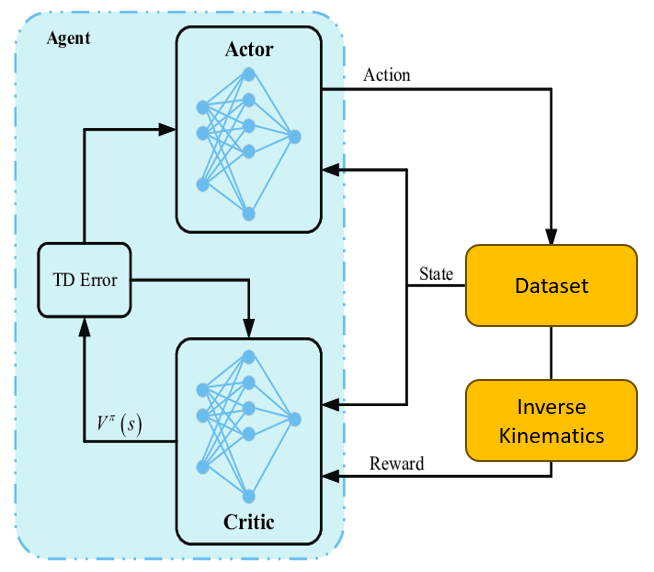 Agent
Actor
Action
TD Error
State
Dataset
V^π (s)
Inverse
Kinematics
Reward
Critic